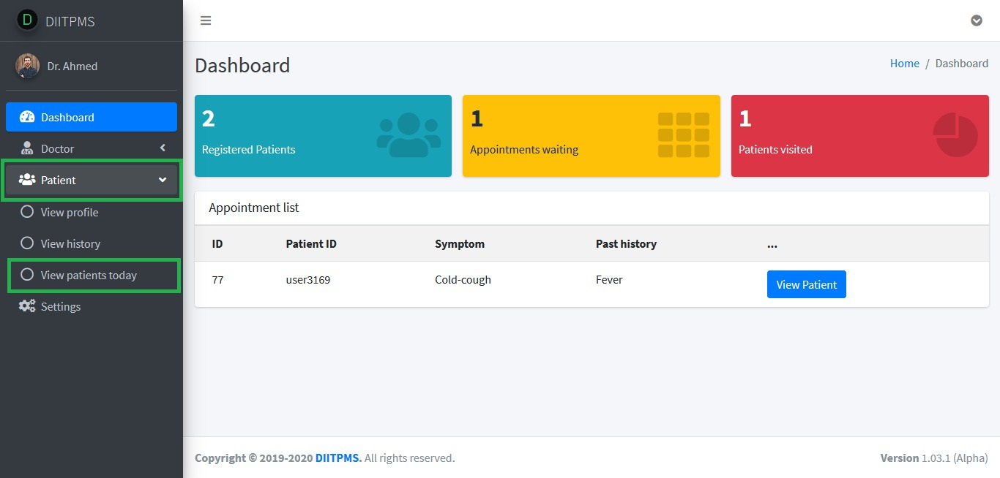 D DIITPMS
Dr. Ahmed
Dashboard
Doctor
Patient
View profile
View history
View patients today
Settings
Dashboard
Home / Dashboard
2
Registered Patients
1
Appointments waiting
1
Patients visited
Appointment list
ID Patient ID Symptom Past history ...
77 user3169 Cold-cough Fever View Patient
Copyright © 2019-2020 DIITPMS. All rights reserved.
Version 1.03.1 (Alpha)